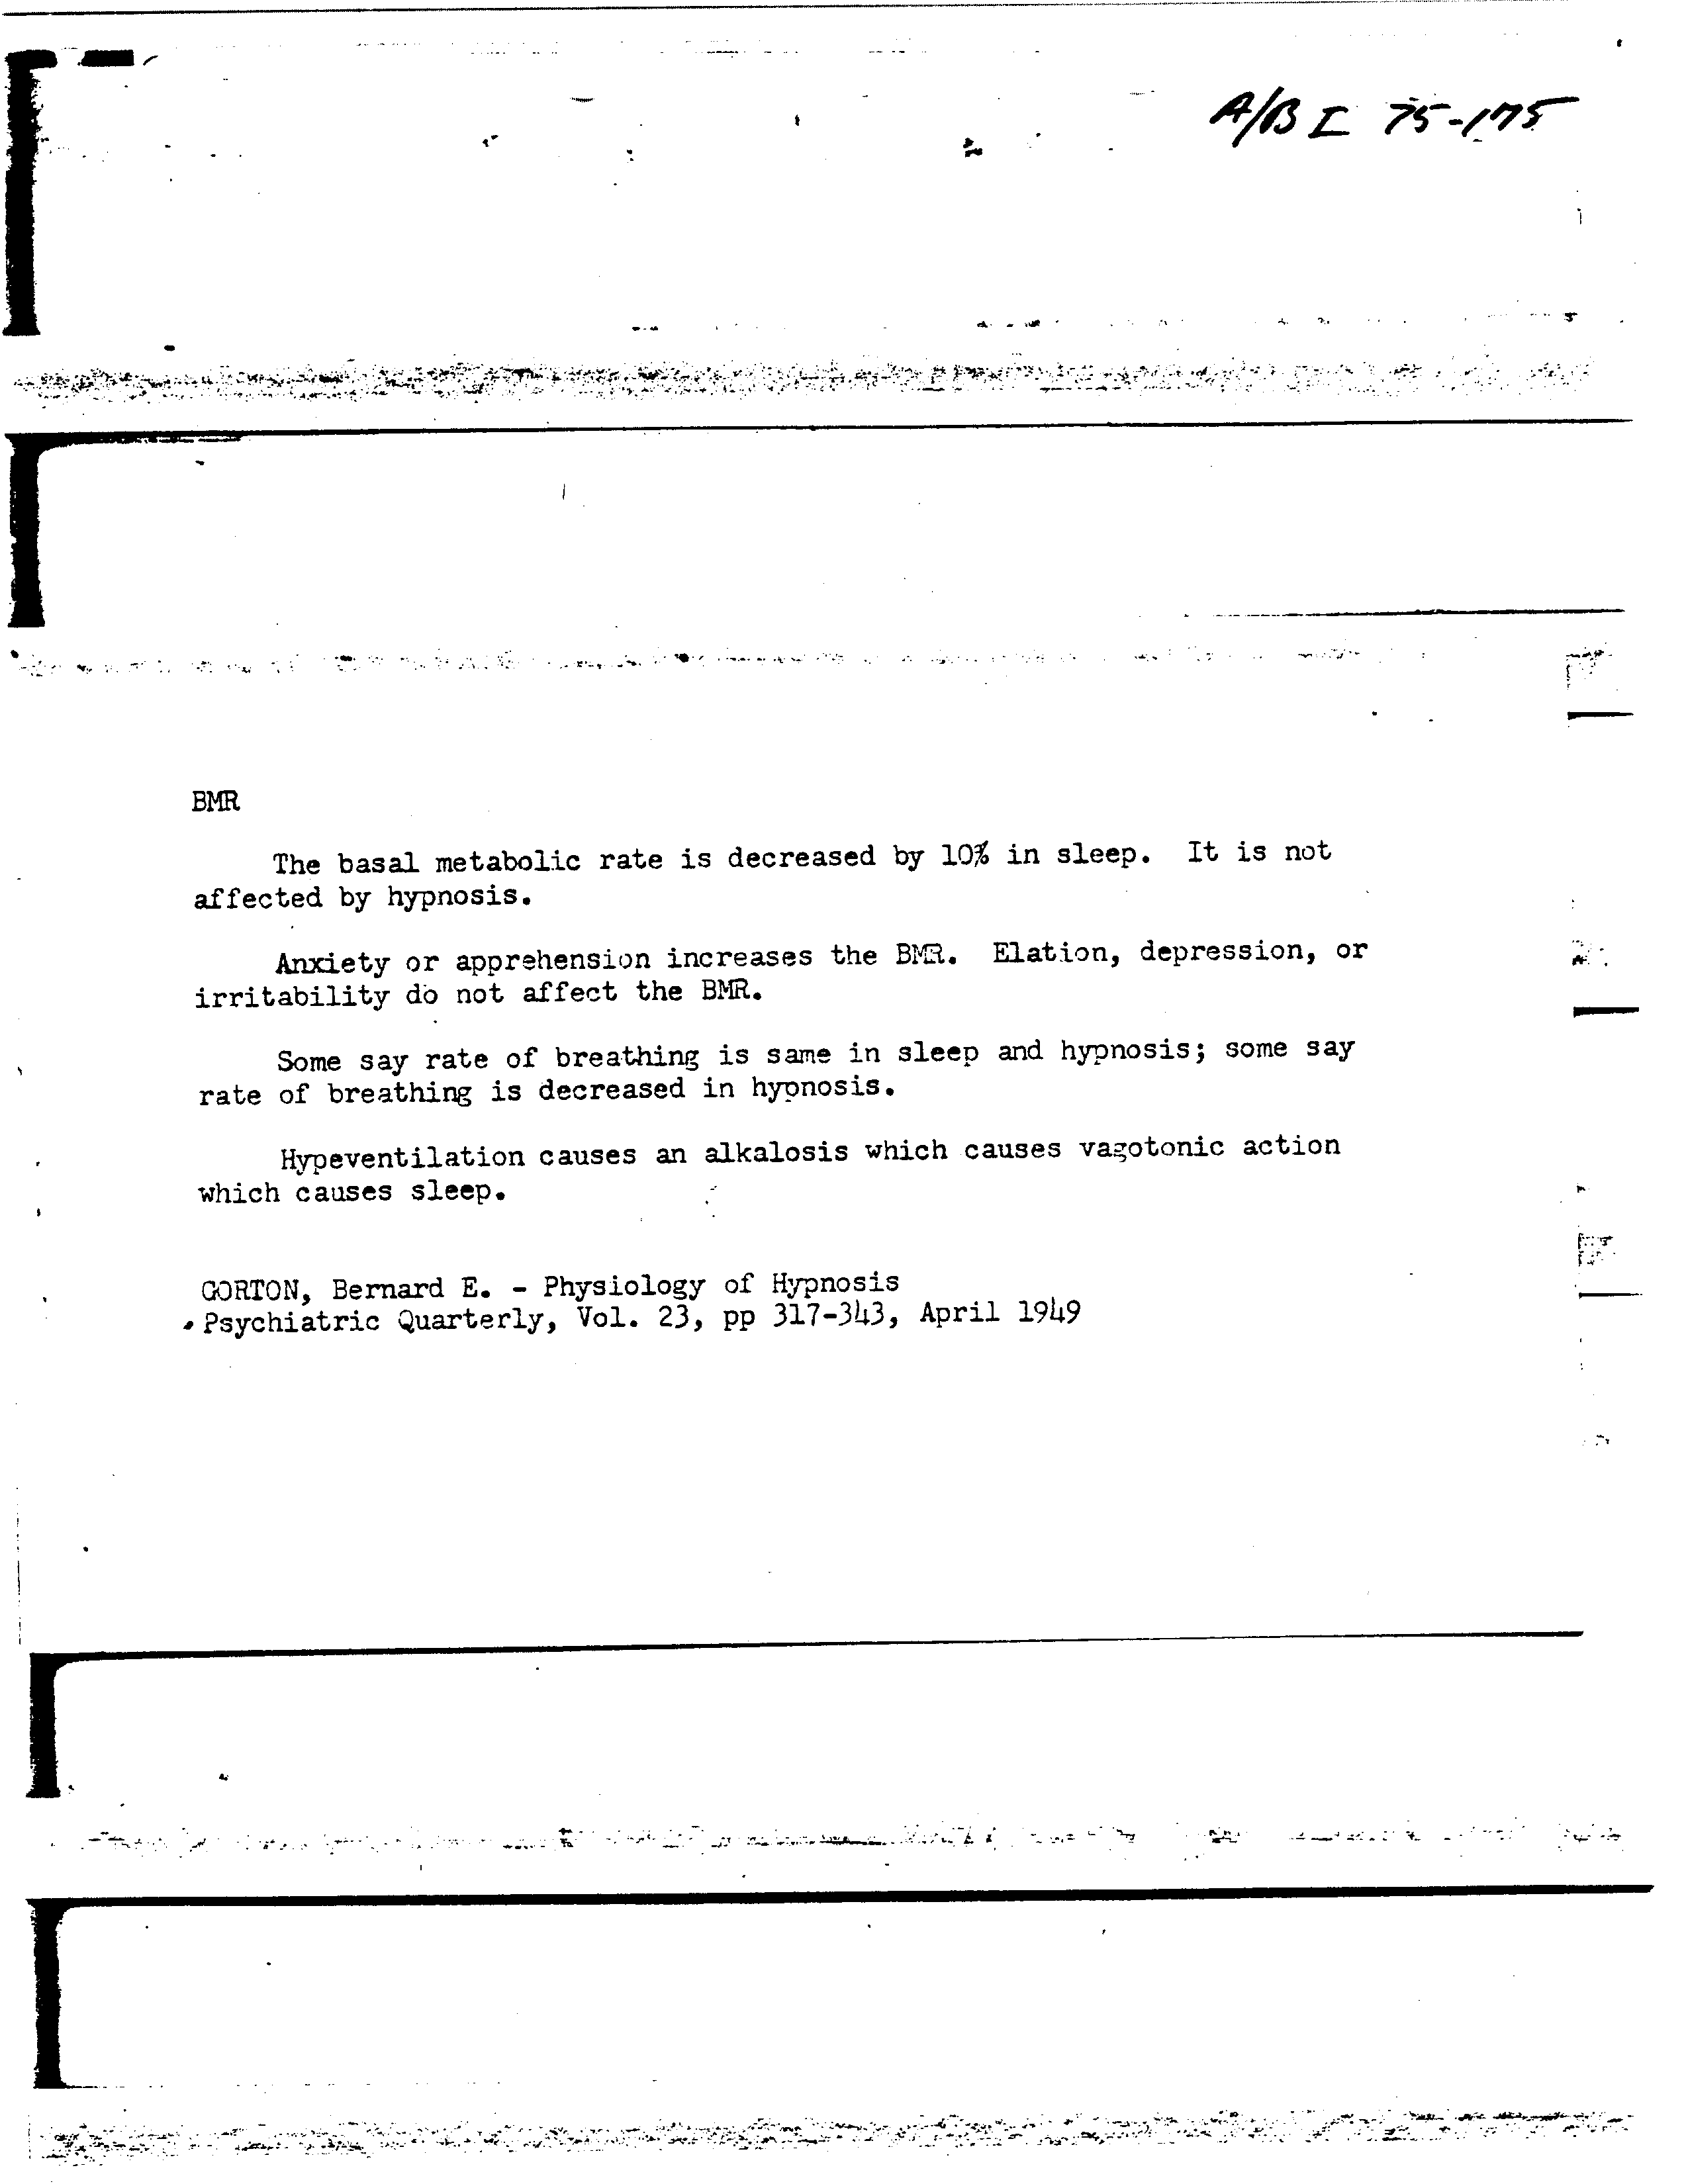 A/B I 75-175
BMR
The basal metabolic rate is decreased by 10% in sleep. It is not
affected by hypnosis.
Anxiety or apprehension increases the BMR. Elation, depression, or
irritability do not affect the BMR.
Some say rate of breathing is same in sleep and hypnosis; some say
rate of breathing is decreased in hypnosis.
Hypeventilation causes an alkalosis which causes vagotonic action
which causes sleep.
GORTON, Bernard E. - Physiology of Hypnosis
Psychiatric Quarterly, Vol. 23, pp 317-343, April 1949